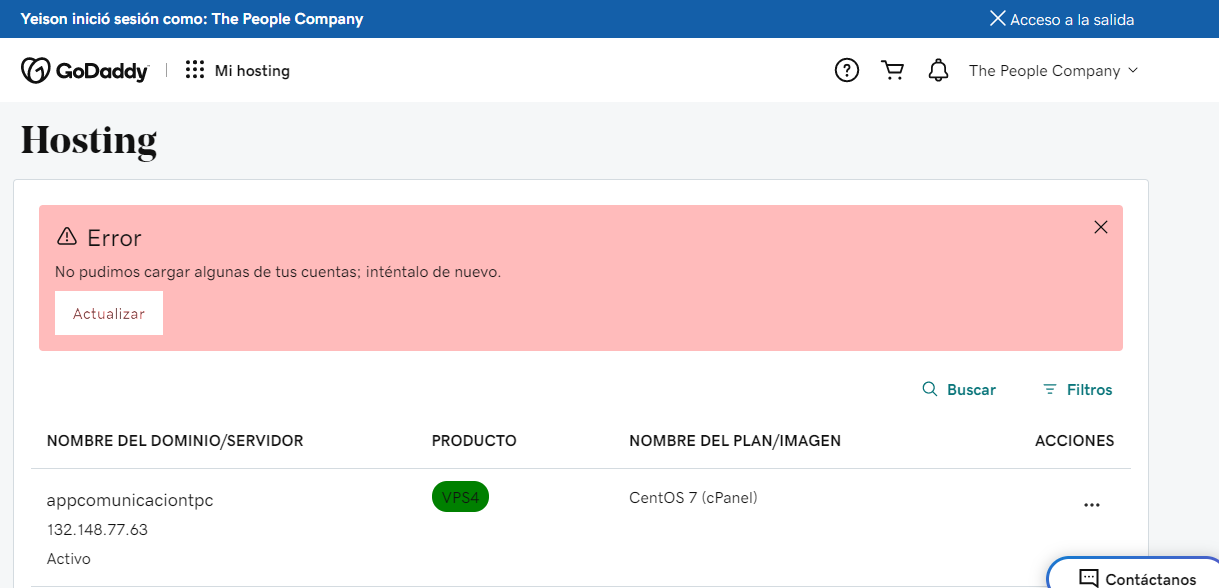 Yeison inició sesión como: The People Company
Acceso a la salida
GoDaddy
Mi hosting
The People Company
Hosting
Error
No pudimos cargar algunas de tus cuentas; inténtalo de nuevo.
Actualizar
Buscar
Filtros
NOMBRE DEL DOMINIO/SERVIDOR PRODUCTO NOMBRE DEL PLAN/IMAGEN ACCIONES
appcomunicaciontpc VPS4 CentOS 7 (cPanel)
132.148.77.63
Activo
Contáctanos